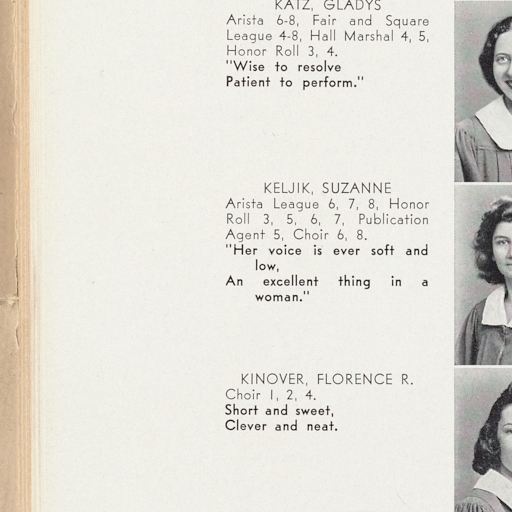 KATZ, GLADYS
Arista 6-8, Fair and Square
League 4-8, Hall Marshal 4, 5,
Honor Roll 3, 4.
"Wise to resolve
Patient to perform."
KELJIK, SUZANNE
Arista League 6, 7, 8, Honor
Roll 3, 5, 6, 7, Publication
Agent 5, Choir 6, 8.
"Her voice is ever soft and
low,
An excellent thing in a
woman."
KINOVER, FLORENCE R.
Choir 1, 2, 4.
Short and sweet,
Clever and neat.